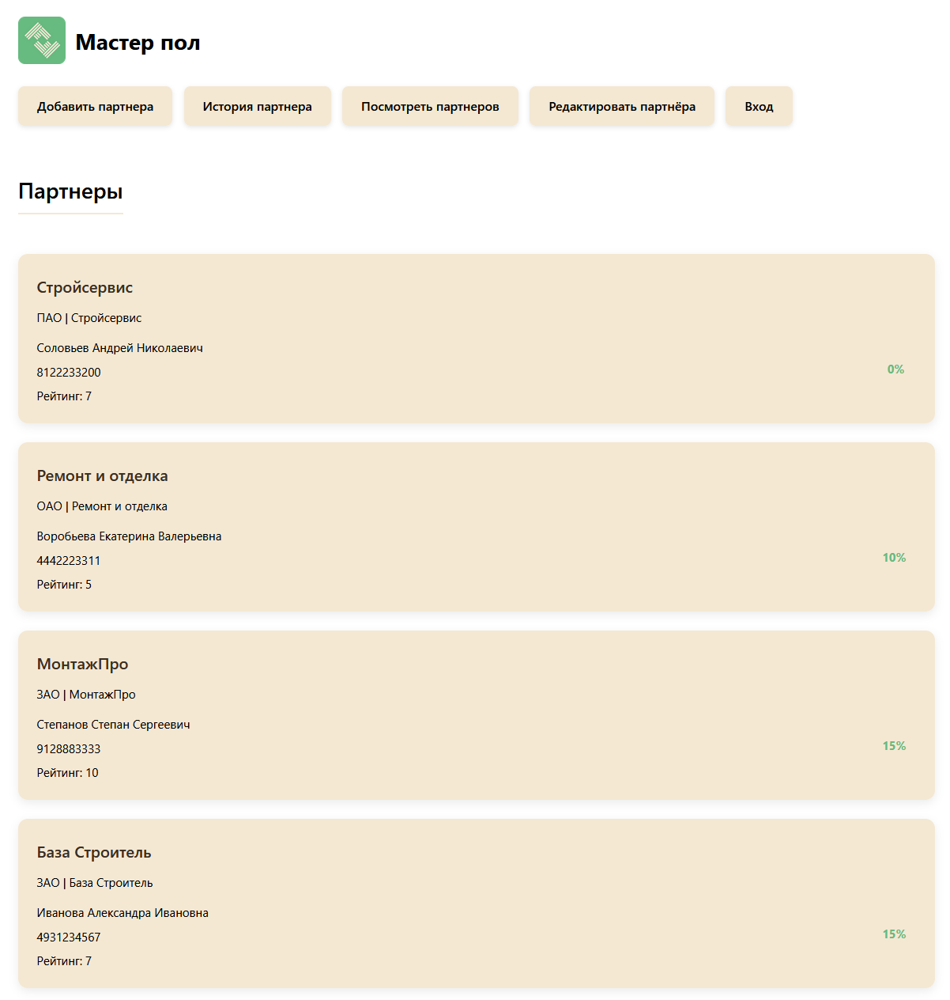 Мастер пол
Добавить партнера
История партнера
Посмотреть партнеров
Редактировать партнёра
Вход
Партнеры
Стройсервис
ПАО | Стройсервис
Соловьев Андрей Николаевич
8122233200
0%
Рейтинг: 7
Ремонт и отделка
ОАО | Ремонт и отделка
Воробьева Екатерина Валерьевна
4442223311
10%
Рейтинг: 5
МонтажПро
ЗАО | МонтажПро
Степанов Степан Сергеевич
9128883333
15%
Рейтинг: 10
База Строитель
ЗАО | База Строитель
Иванова Александра Ивановна
4931234567
15%
Рейтинг: 7